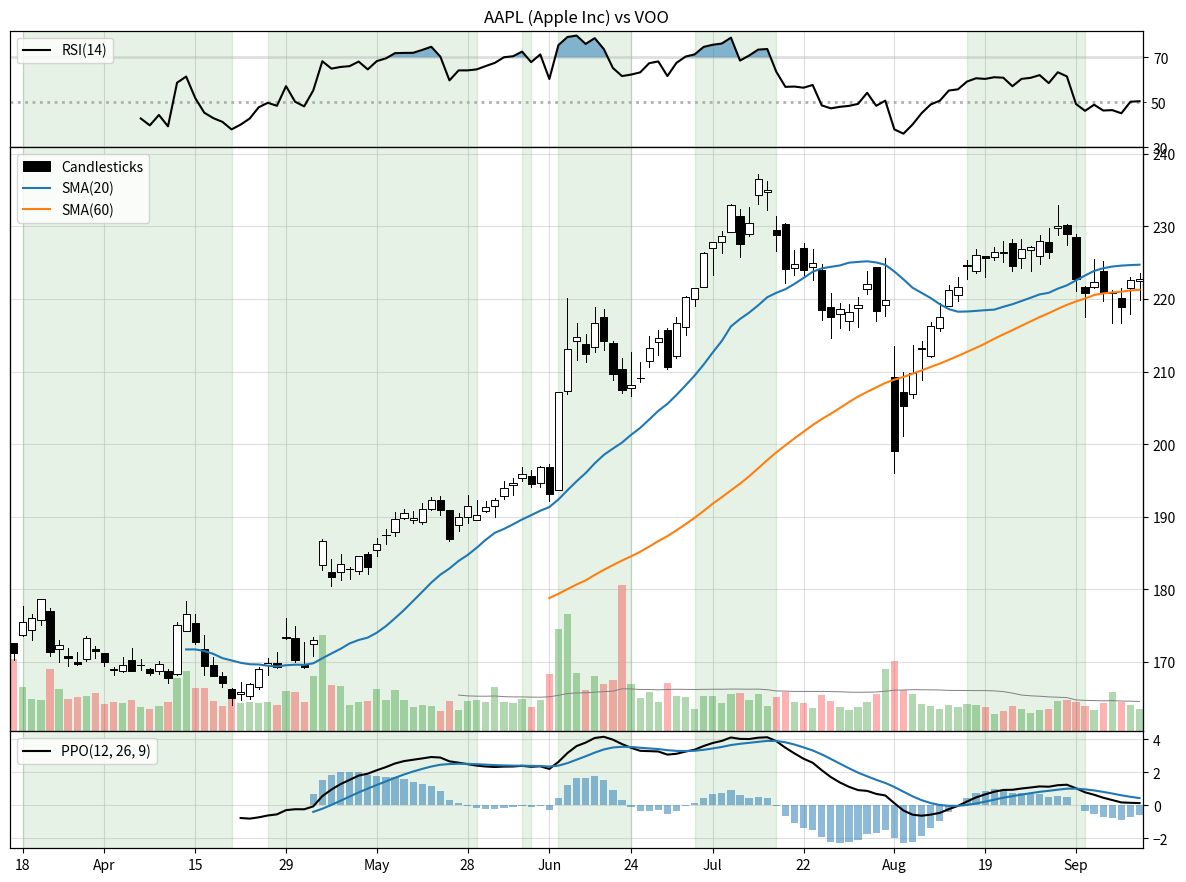 AAPL (Apple Inc) vs VOO
RSI(14)
70
50
30
Candlesticks
SMA(20)
SMA(60)
240
230
220
210
200
190
180
170
PPO(12, 26, 9)
4
2
0
−2
18 Apr 15 29 May 28 Jun 24 Jul 22 Aug 19 Sep